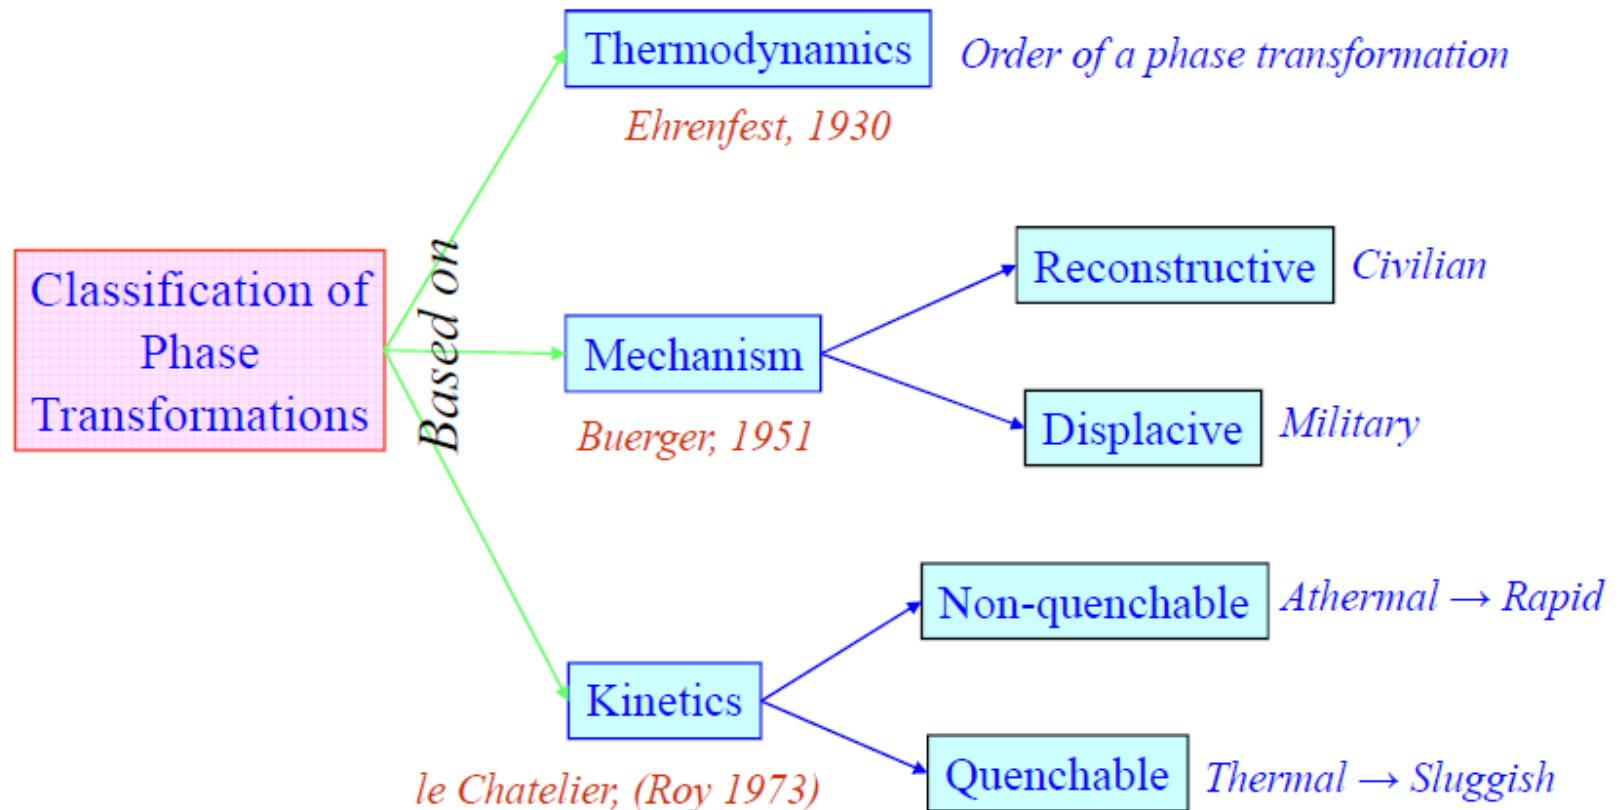 Thermodynamics
Order of a phase transformation
Ehrenfest, 1930
Classification of
Phase
Transformations
Based on
Mechanism
Buerger, 1951
Reconstructive
Civilian
Displacive
Military
Kinetics
le Chatelier, (Roy 1973)
Non-quenchable
Athermal → Rapid
Quenchable
Thermal → Sluggish